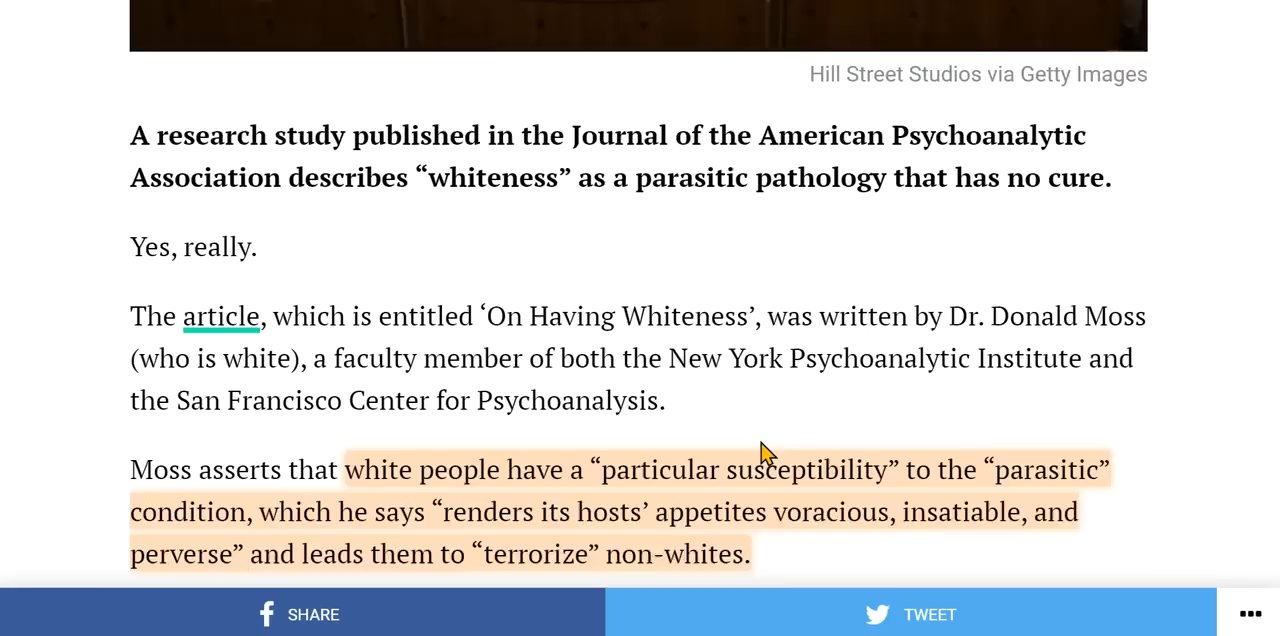 Hill Street Studios via Getty Images
A research study published in the Journal of the American Psychoanalytic
Association describes “whiteness” as a parasitic pathology that has no cure.
Yes, really.
The article, which is entitled ‘On Having Whiteness’, was written by Dr. Donald Moss
(who is white), a faculty member of both the New York Psychoanalytic Institute and
the San Francisco Center for Psychoanalysis.
Moss asserts that white people have a “particular susceptibility” to the “parasitic”
condition, which he says “renders its hosts’ appetites voracious, insatiable, and
perverse” and leads them to “terrorize” non-whites.
SHARE
TWEET